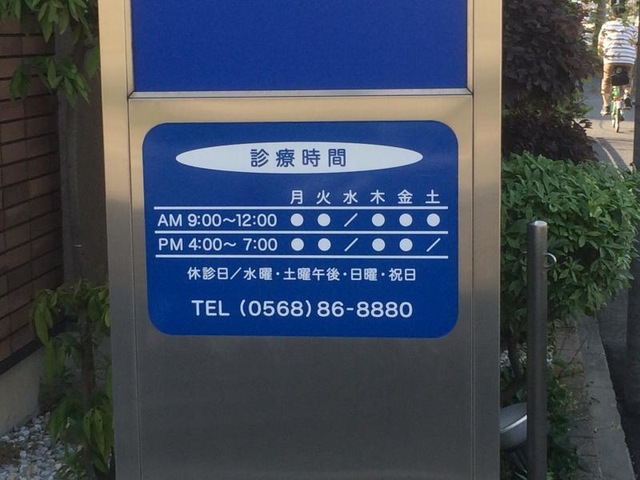 診療時間
月 火 水 木 金 土
AM 9:00〜12:00 ● ● ／ ● ● ●
PM 4:00〜 7:00 ● ● ／ ● ● ／
休診日／水曜・土曜午後・日曜・祝日
TEL (0568) 86-8880